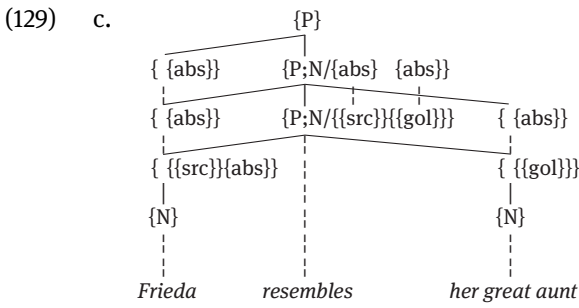 (129) c. {P}
{ {abs}} {P;N/{abs} {abs}}
{ {abs}} {P;N/{{src}}{{gol}}} { {abs}}
{ {{src}}{abs}} { {{gol}}}
{N} {N}
Frieda resembles her great aunt